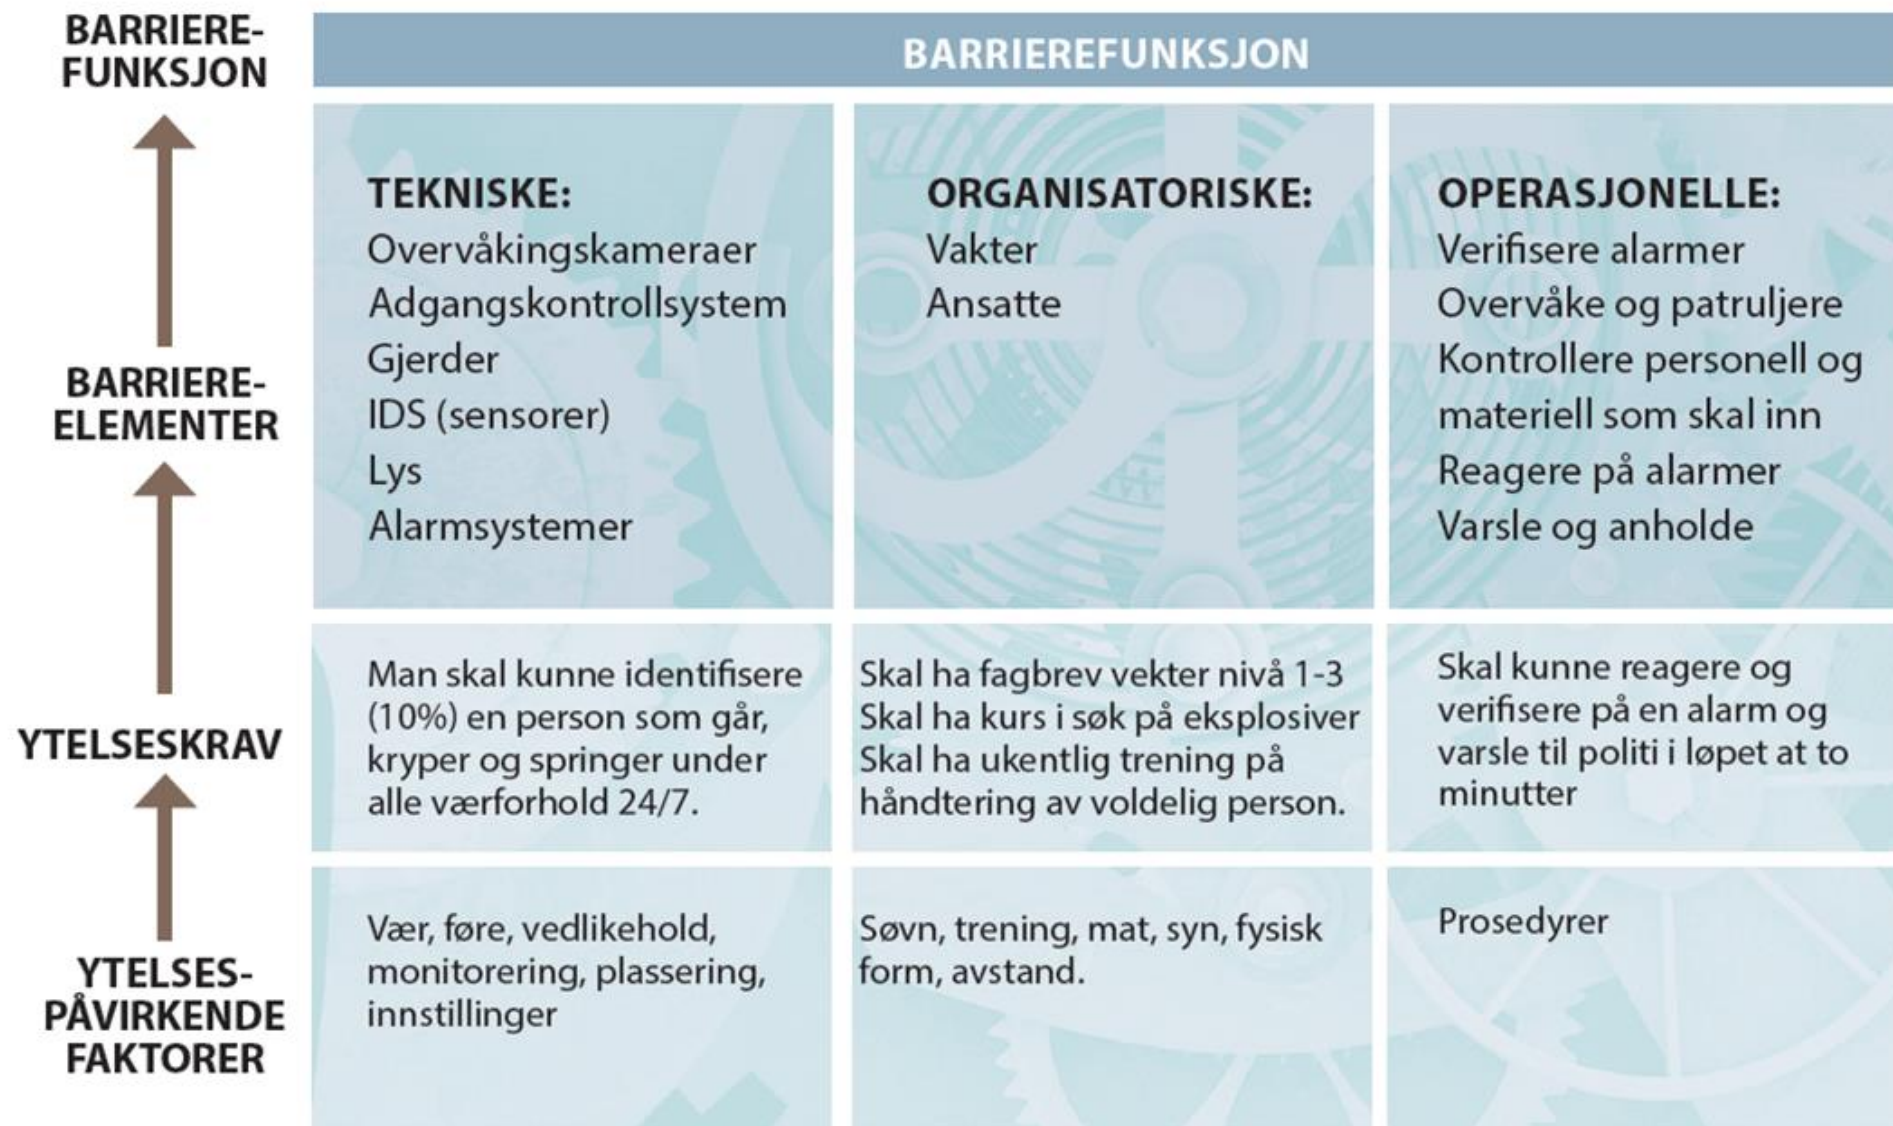 BARRIERE-
FUNKSJON
BARRIEREFUNKSJON
BARRIERE-
ELEMENTER
TEKNISKE:
Overvåkingskameraer
Adgangskontrollsystem
Gjerder
IDS (sensorer)
Lys
Alarmsystemer
ORGANISATORISKE:
Vakter
Ansatte
OPERASJONELLE:
Verifisere alarmer
Overvåke og patruljere
Kontrollere personell og
materiell som skal inn
Reagere på alarmer
Varsle og anholde
YTELSESKRAV
Man skal kunne identifisere
(10%) en person som går,
kryper og springer under
alle værforhold 24/7.
Skal ha fagbrev vekter nivå 1-3
Skal ha kurs i søk på eksplosiver
Skal ha ukentlig trening på
håndtering av voldelig person.
Skal kunne reagere og
verifisere på en alarm og
varsle til politi i løpet at to
minutter
YTELSES-
PÅVIRKENDE
FAKTORER
Vær, føre, vedlikehold,
monitorering, plassering,
innstillinger
Søvn, trening, mat, syn, fysisk
form, avstand.
Prosedyrer